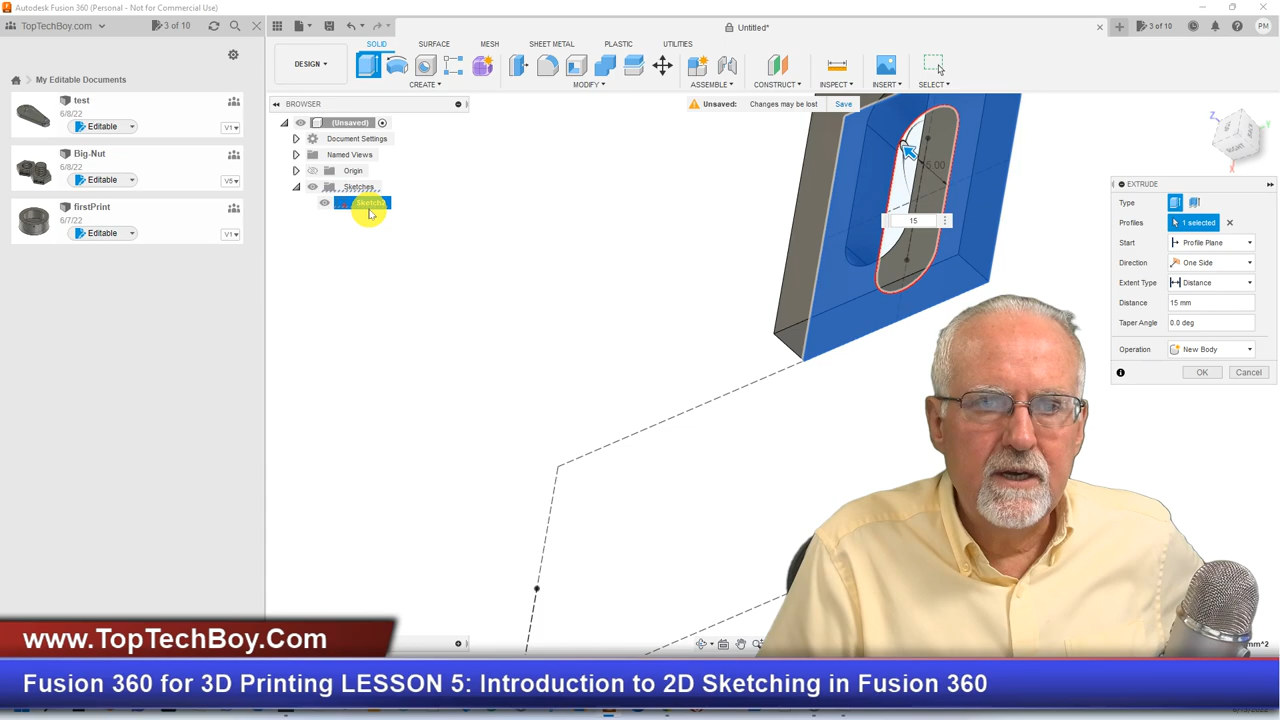 Autodesk Fusion 360 (Personal - Not for Commercial Use)
TopTechBoy.com
3 of 10
Untitled*
3 of 10
PM
My Editable Documents
test
6/8/22
Editable
V1
Big-Nut
6/8/22
Editable
V5
firstPrint
6/7/22
Editable
V1
SOLID
SURFACE
MESH
SHEET METAL
PLASTIC
UTILITIES
DESIGN
CREATE
MODIFY
ASSEMBLE
CONSTRUCT
INSPECT
INSERT
SELECT
BROWSER
Unsaved: Changes may be lost Save
(Unsaved)
Document Settings
Named Views
Origin
Sketches
15
Z
X
RIGHT
EXTRUDE
Type
Profiles 1 selected
Start Profile Plane
Direction One Side
Extent Type Distance
Distance 15 mm
Taper Angle 0.0 deg
Operation New Body
OK Cancel
www.TopTechBoy.Com
Fusion 360 for 3D Printing LESSON 5: Introduction to 2D Sketching in Fusion 360